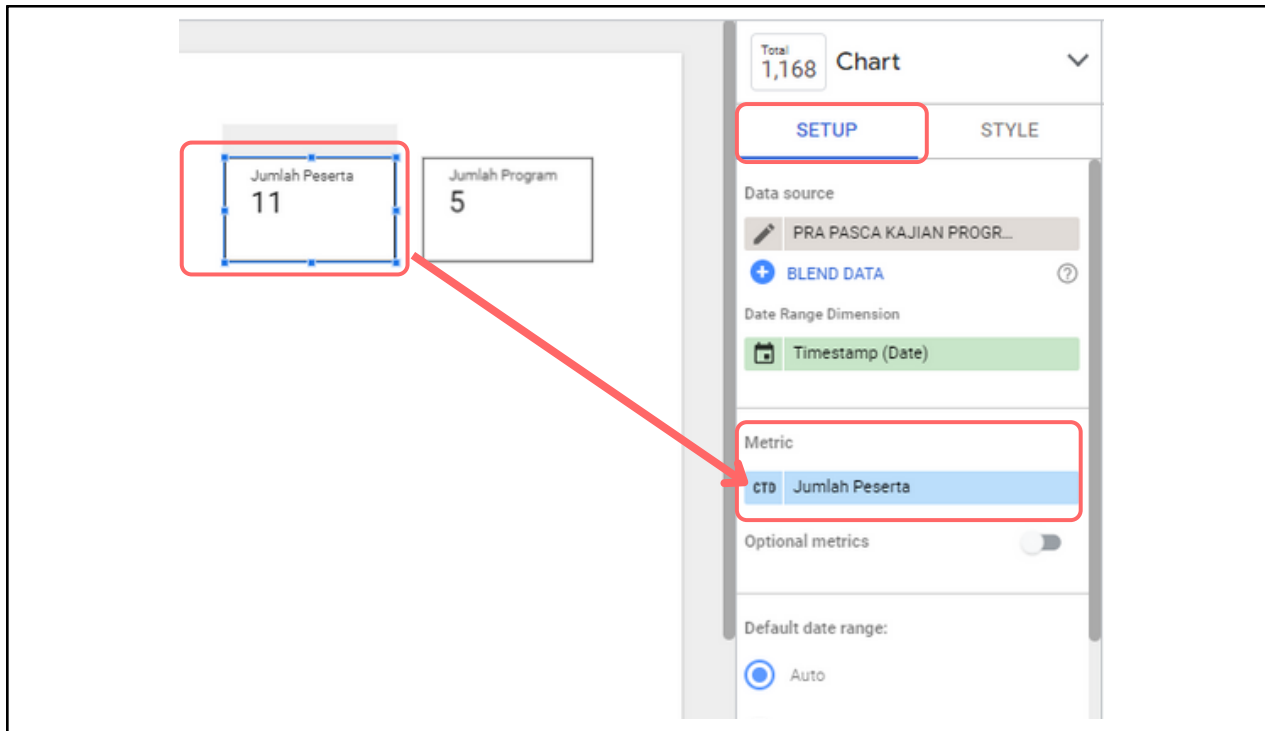 Total
1,168
Chart
SETUP
STYLE
Jumlah Peserta
11
Jumlah Program
5
Data source
PRA PASCA KAJIAN PROGR...
BLEND DATA
Date Range Dimension
Timestamp (Date)
Metric
CTD Jumlah Peserta
Optional metrics
Default date range:
Auto